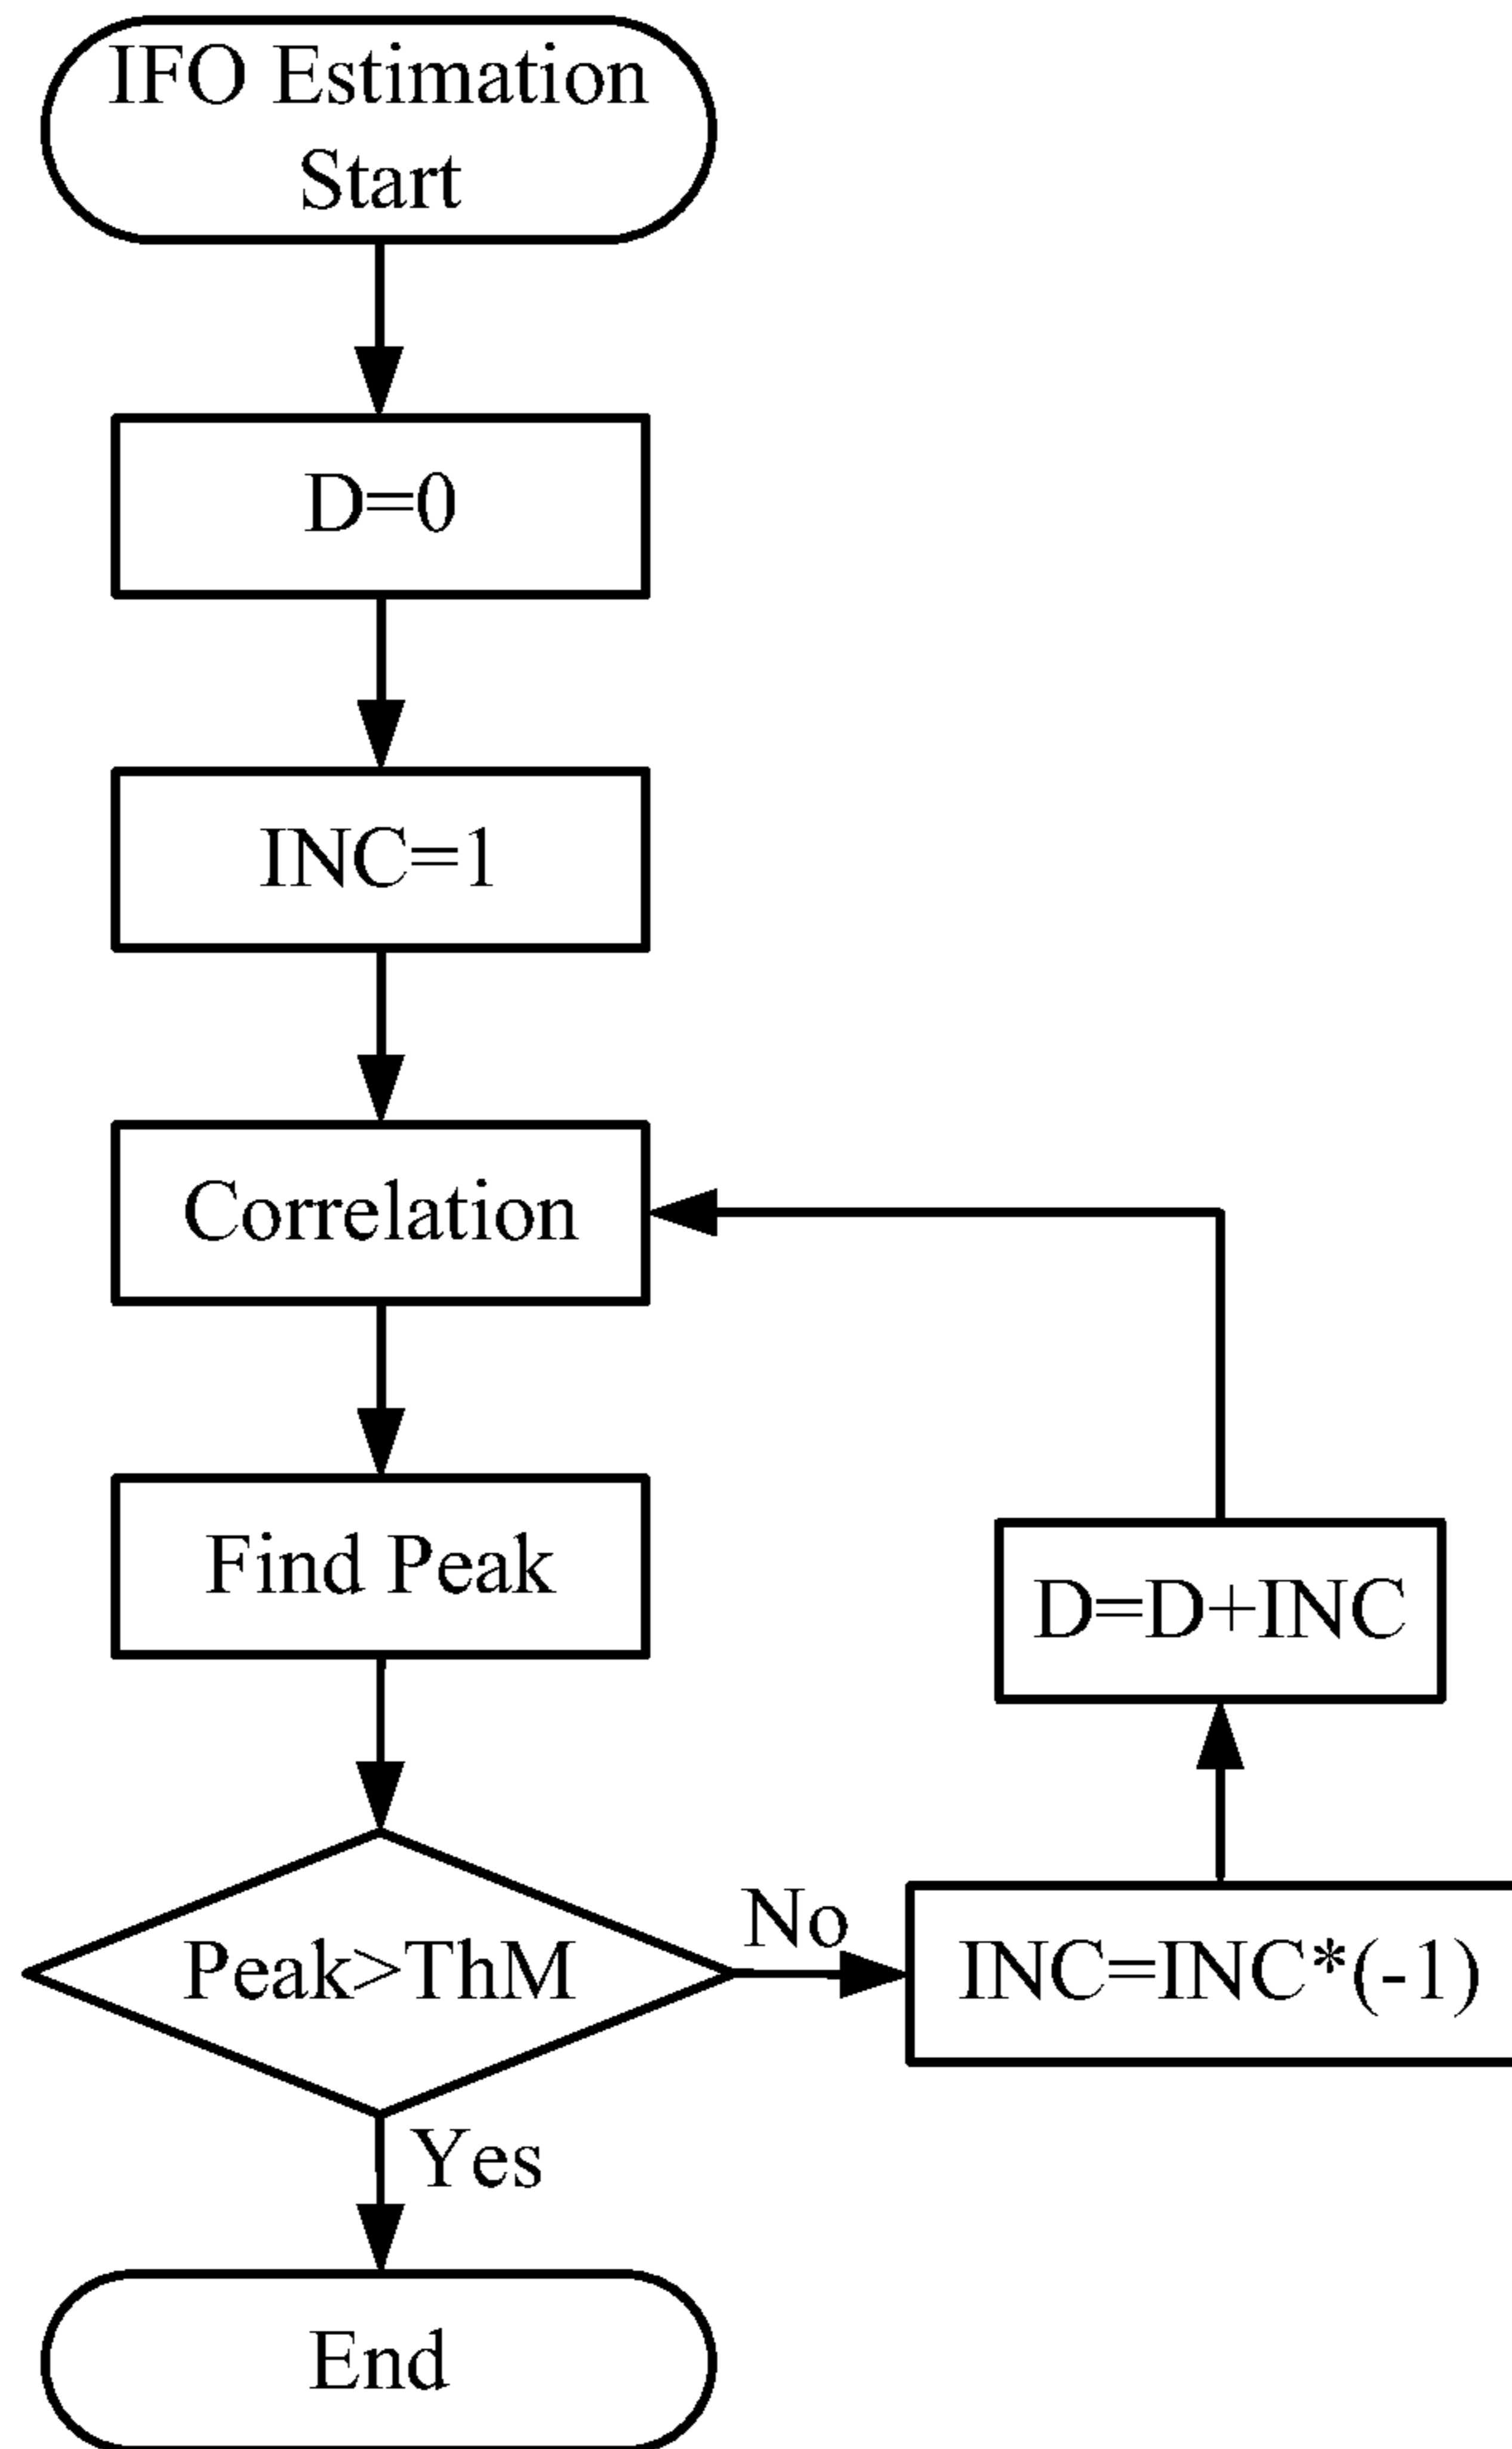 IFO Estimation
Start
D=0
INC=1
Correlation
Find Peak
D=D+INC
Peak>ThM
No
INC=INC*(-1)
Yes
End